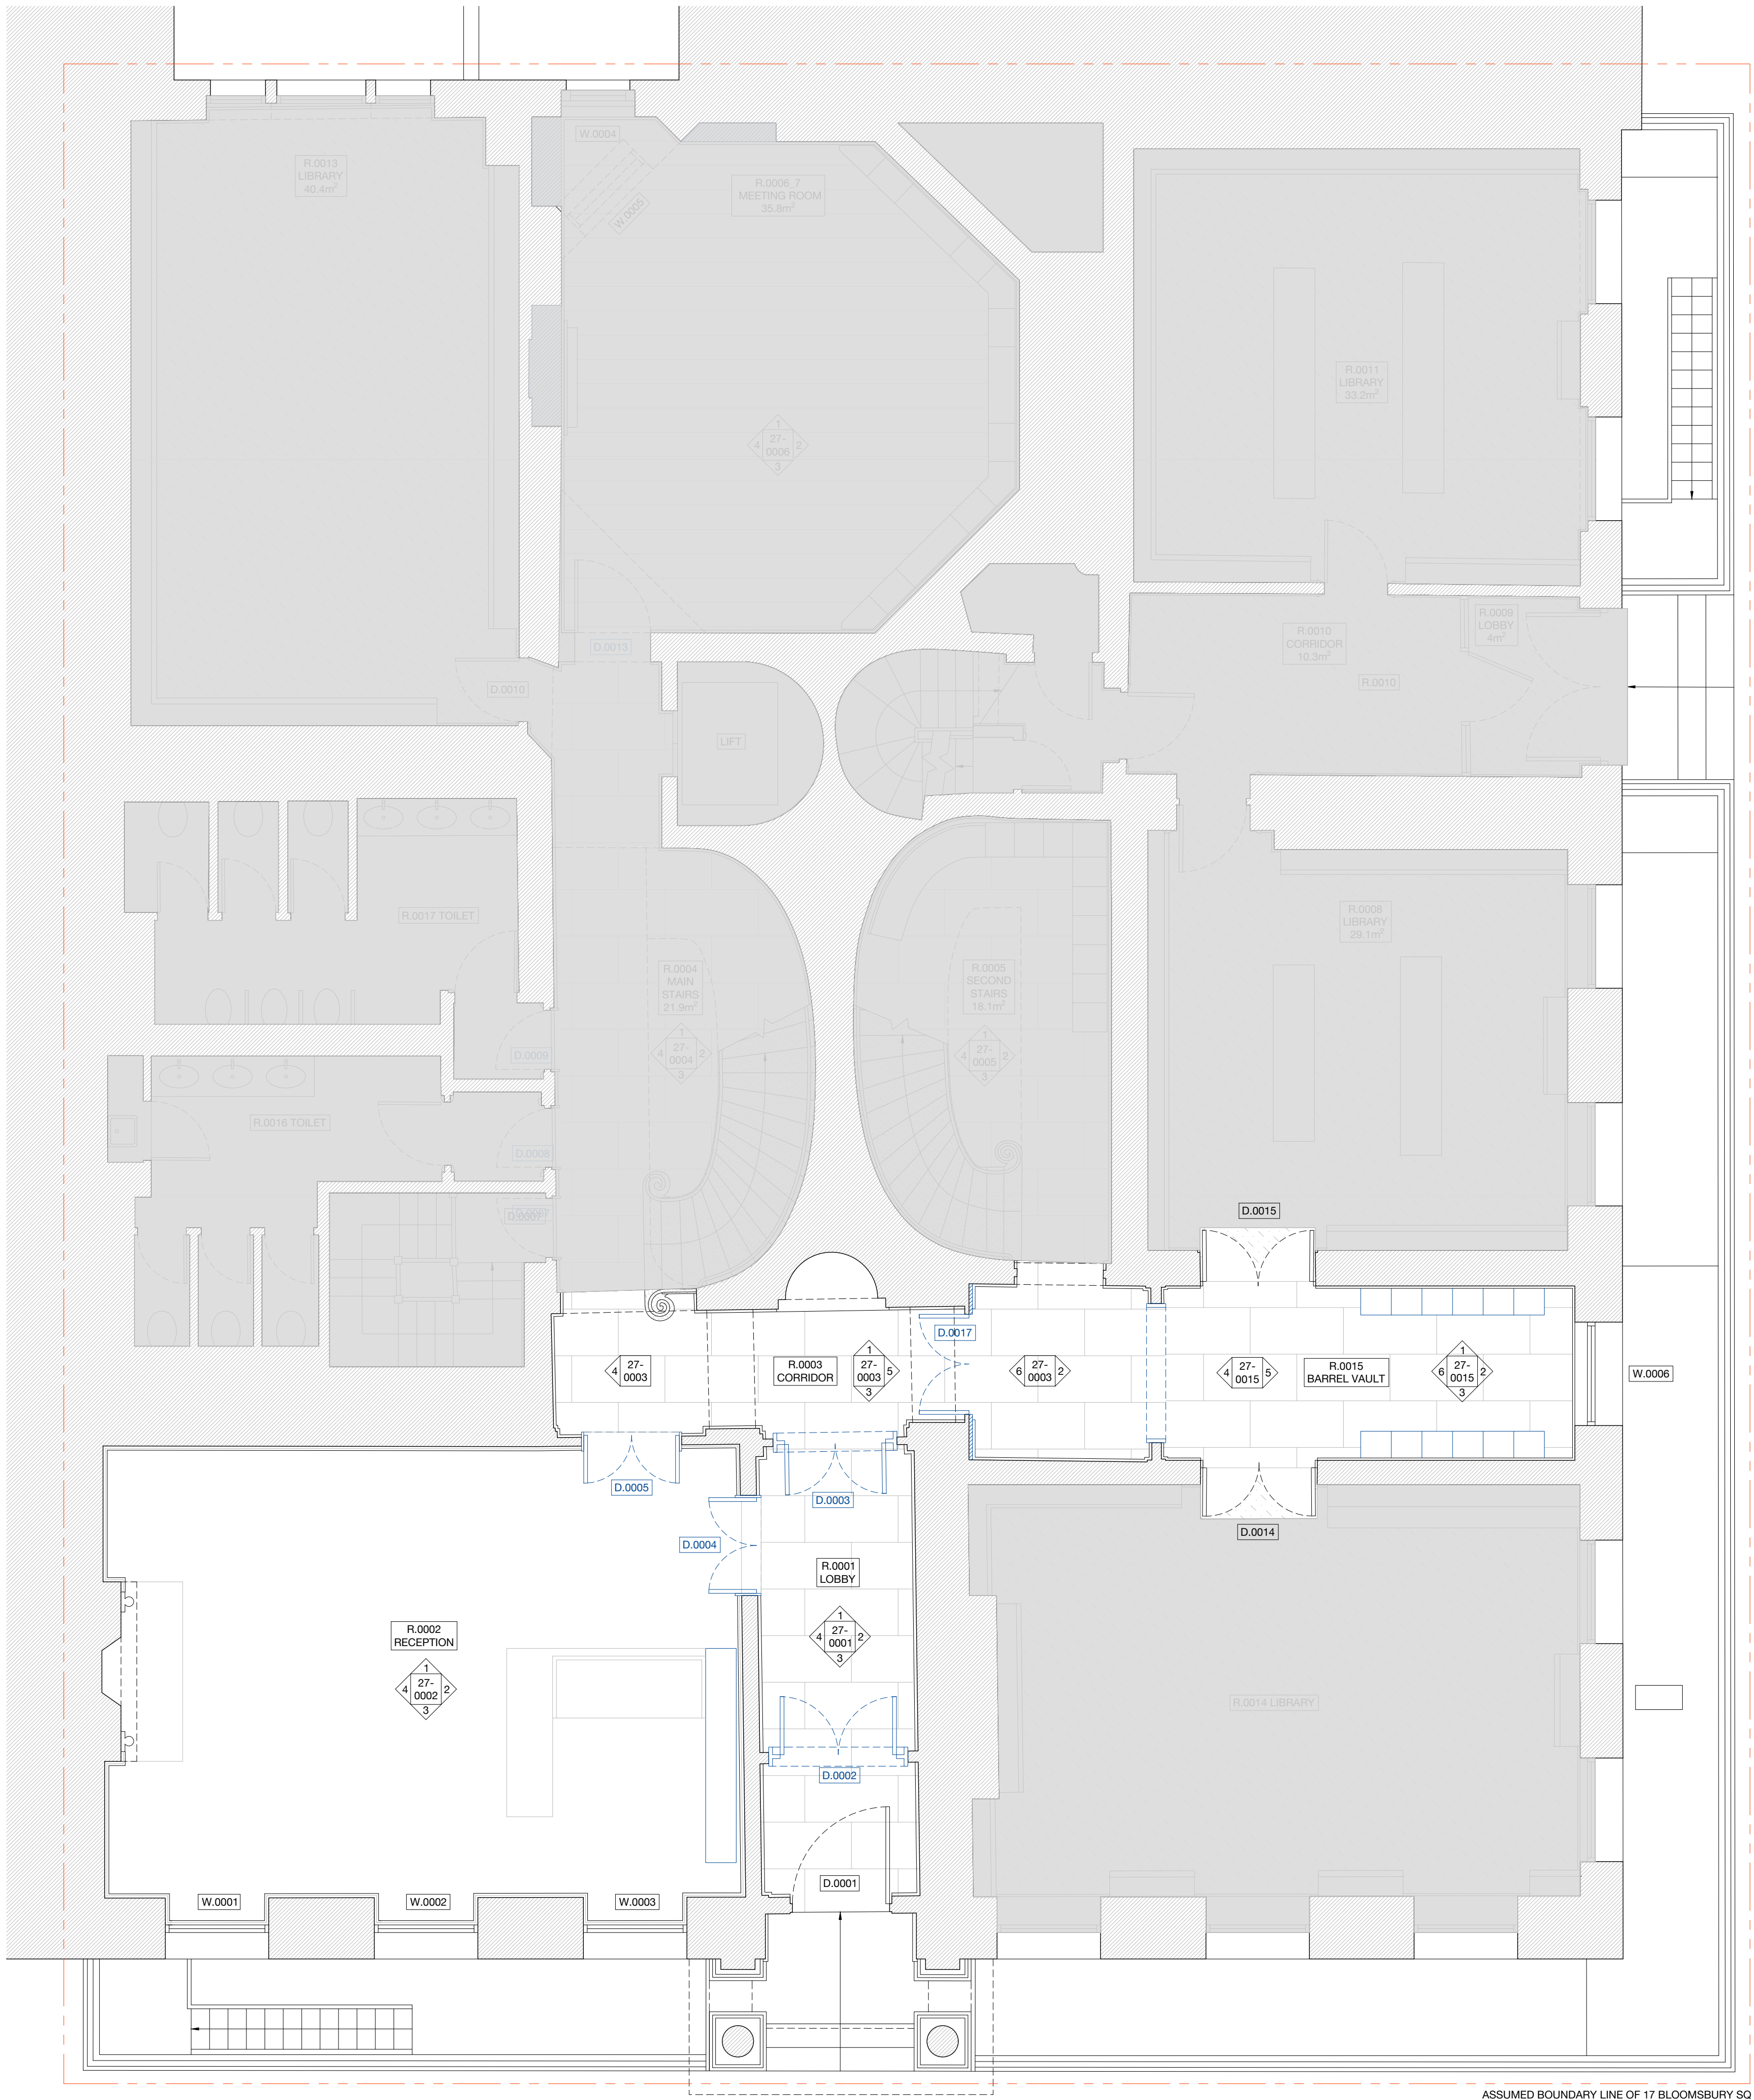 W.0004
R.0013
LIBRARY
40.4m²
R.0006_7
MEETING ROOM
35.8m²
W.0005
R.0011
LIBRARY
33.2m²
1
4 27-0006 2
3
R.0009
LOBBY
4m²
R.0010
CORRIDOR
10.3m²
D.0013
R.0010
D.0010
LIFT
R.0017 TOILET
R.0008
LIBRARY
29.1m²
R.0004
MAIN
STAIRS
21.9m²
R.0005
SECOND
STAIRS
18.1m²
1
4 27-0004 2
3
1
4 27-0005 2
3
D.0009
R.0016 TOILET
D.0008
D.0015
D.0007
D.0017
4 27-0003
R.0003
CORRIDOR
1
27-0003 5
3
6 27-0003 2
4 27-0015 5
R.0015
BARREL VAULT
1
6 27-0015 2
3
W.0006
D.0005
D.0003
D.0004
D.0014
R.0001
LOBBY
R.0002
RECEPTION
1
4 27-0001 2
3
1
4 27-0002 2
3
R.0014 LIBRARY
D.0002
D.0001
W.0001
W.0002
W.0003
ASSUMED BOUNDARY LINE OF 17 BLOOMSBURY SQ